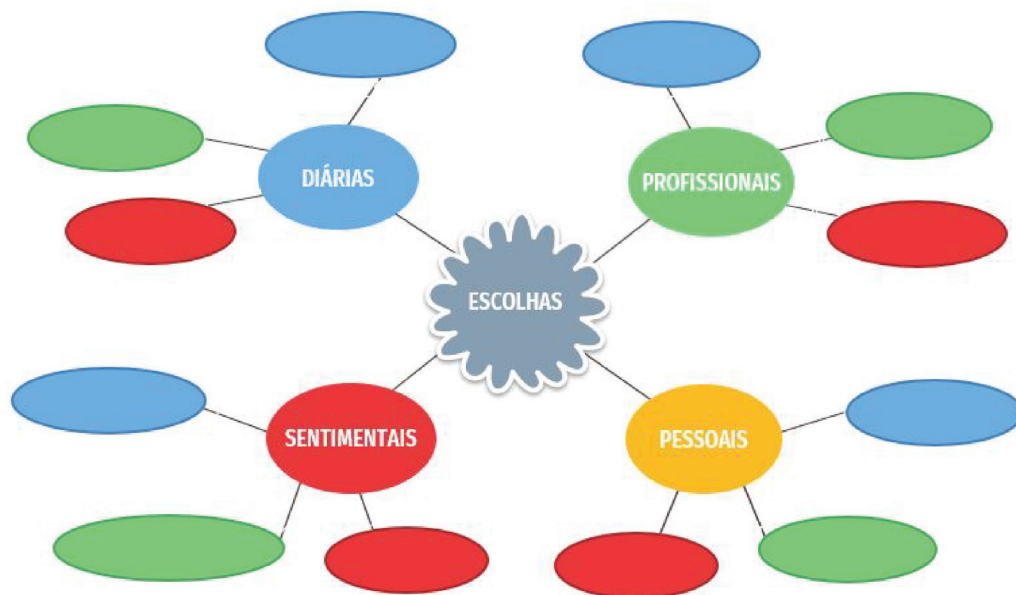 DIÁRIAS
PROFISSIONAIS
ESCOLHAS
SENTIMENTAIS
PESSOAIS